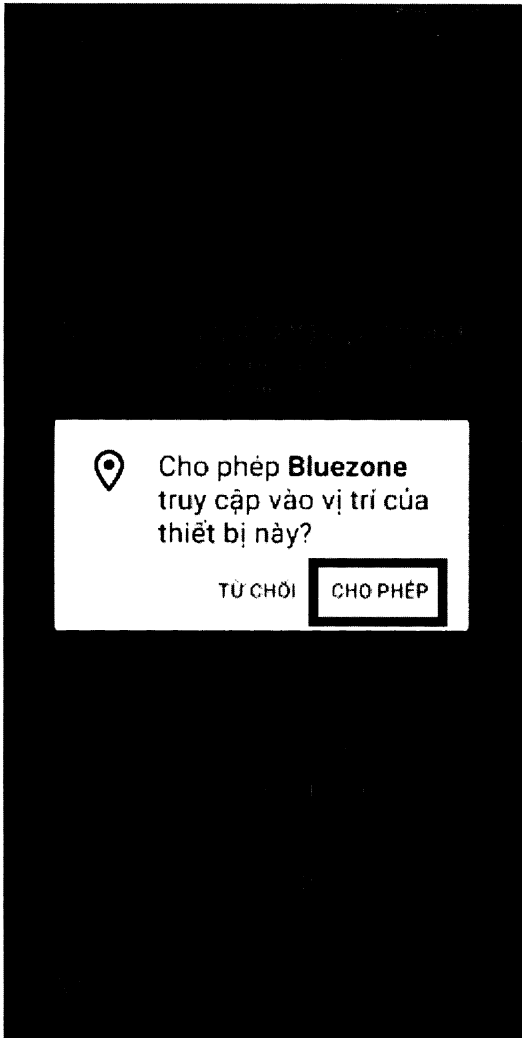 Cho phép Bluezone
truy cập vào vị trí của
thiết bị này?
TỪ CHỐI CHO PHÉP